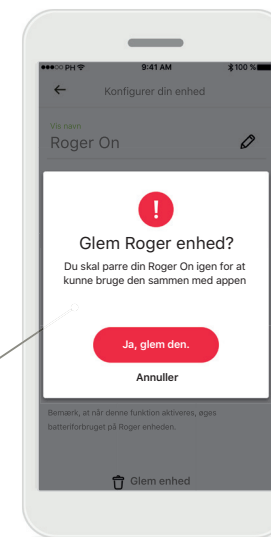 PH 9:41 AM 100 %
Konfigurer din enhed
Vis navn
Roger On
!
Glem Roger enhed?
Du skal parre din Roger On igen for at
kunne bruge den sammen med appen
Ja, glem den.
Annuller
Bemærk, at når denne funktion aktiveres, øges
batteriforbruget på Roger enheden.
Glem enhed